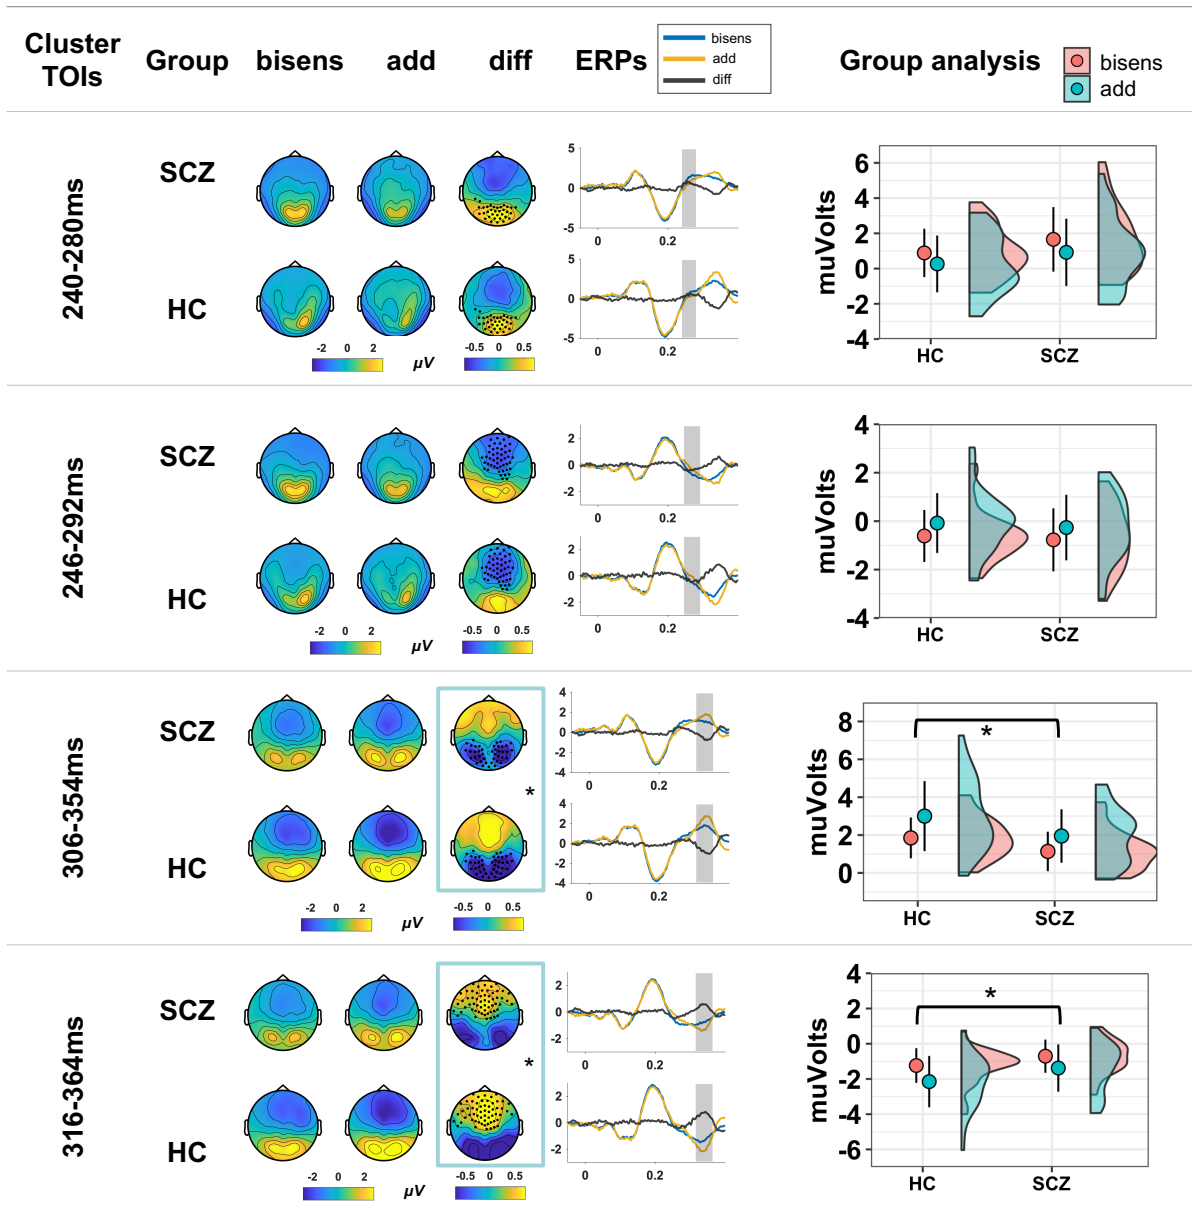 Cluster TOIs Group bisens add diff ERPs Group analysis
bisens
add
diff
bisens
add
240-280ms
SCZ
5
0
-5
0 0.2
HC
5
0
-5
0 0.2
-2 0 2 µV -0.5 0 0.5
muVolts
6
4
2
0
-2
-4
HC SCZ
246-292ms
SCZ
2
0
-2
0 0.2
HC
2
0
-2
0 0.2
-2 0 2 µV -0.5 0 0.5
muVolts
4
2
0
-2
-4
HC SCZ
306-354ms
SCZ
4
2
0
-2
-4
0 0.2
*
HC
4
2
0
-2
-4
0 0.2
-2 0 2 µV -0.5 0 0.5
muVolts
8
6
4
2
0
*
HC SCZ
316-364ms
SCZ
2
0
-2
0 0.2
*
HC
2
0
-2
0 0.2
-2 0 2 µV -0.5 0 0.5
muVolts
4
2
0
-2
-4
-6
*
HC SCZ